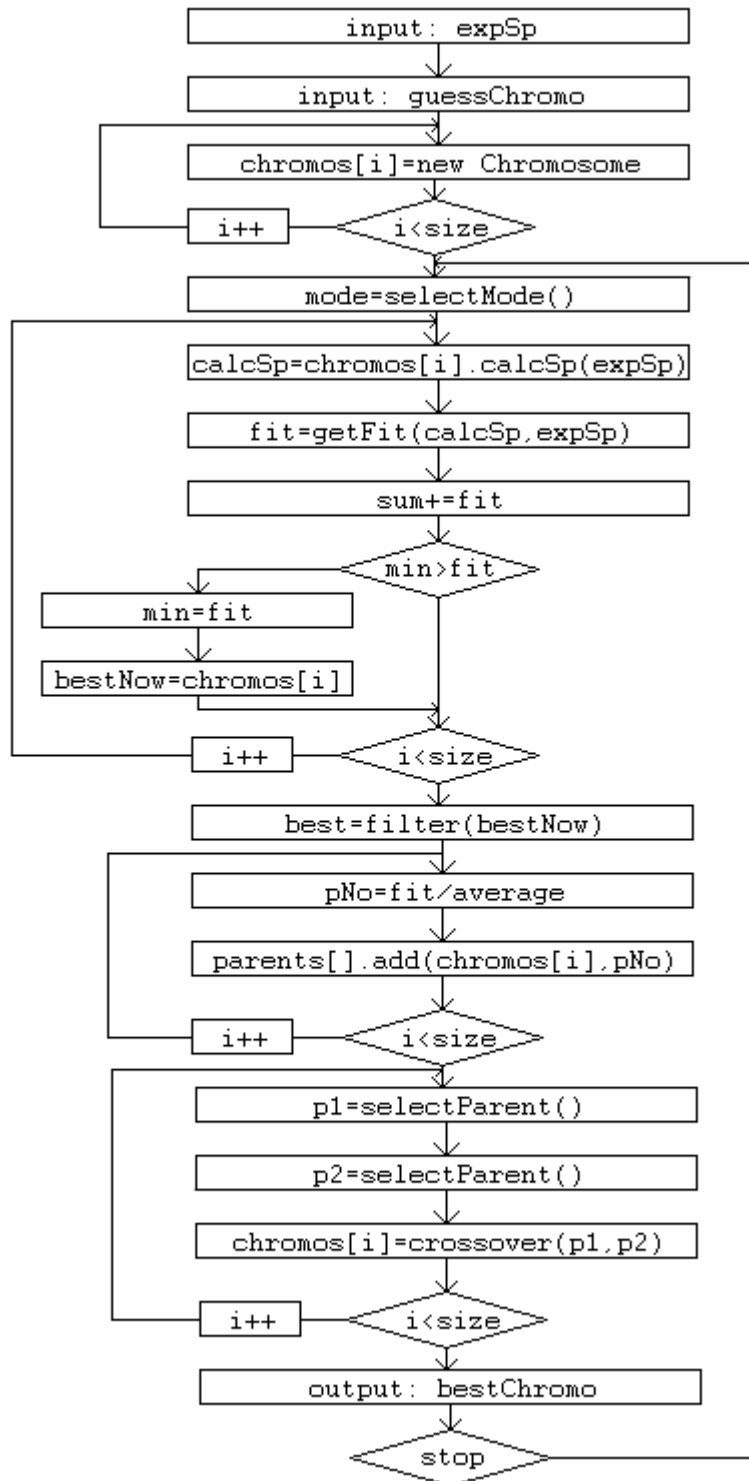 input: expSp
input: guessChromo
chromos[i]=new Chromosome
i++
i<size
mode=selectMode()
calcSp=chromos[i].calcSp(expSp)
fit=getFit(calcSp,expSp)
sum+=fit
min>fit
min=fit
bestNow=chromos[i]
i++
i<size
best=filter(bestNow)
pNo=fit/average
parents[].add(chromos[i],pNo)
i++
i<size
p1=selectParent()
p2=selectParent()
chromos[i]=crossover(p1,p2)
i++
i<size
output: bestChromo
stop